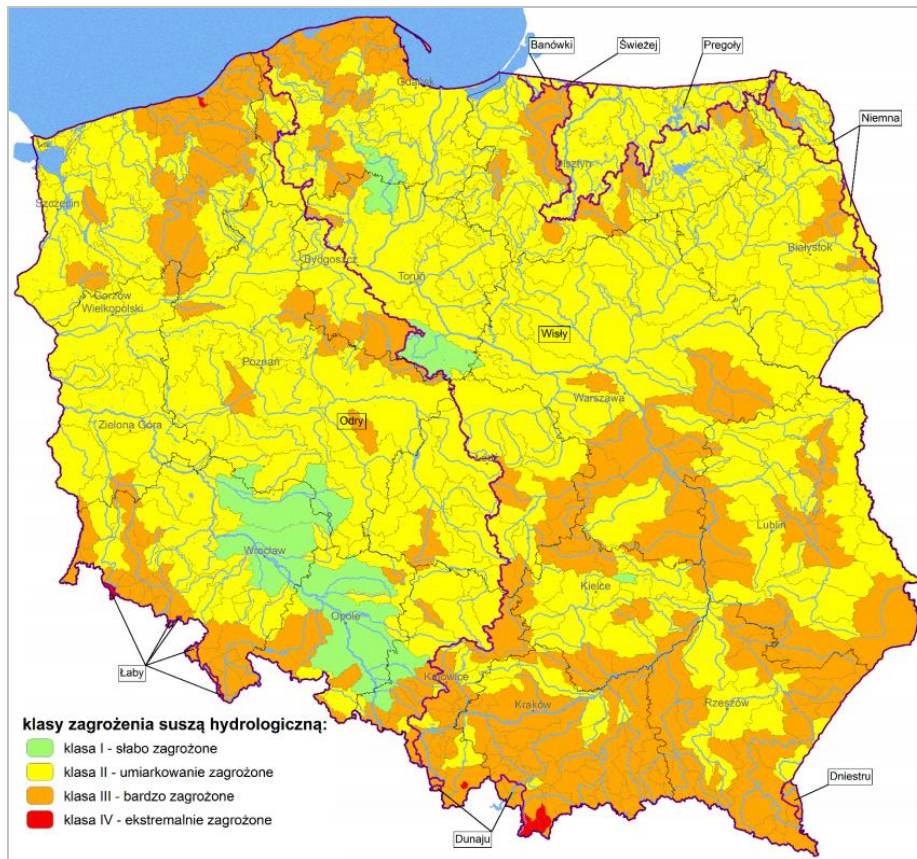 Banówki
Świeżej
Pregoły
Gdańsk
Niemna
Olsztyn
Szczecin
Białystok
Bydgoszcz
Toruń
Gorzów
Wielkopolski
Wisły
Poznań
Warszawa
Zielona Góra
Odry
Łódź
Lublin
Wrocław
Kielce
Opole
Łaby
Katowice
Kraków
Rzeszów
klasy zagrożenia suszą hydrologiczną:
klasa I - słabo zagrożone
klasa II - umiarkowanie zagrożone
klasa III - bardzo zagrożone
klasa IV - ekstremalnie zagrożone
Dniestru
Dunaju